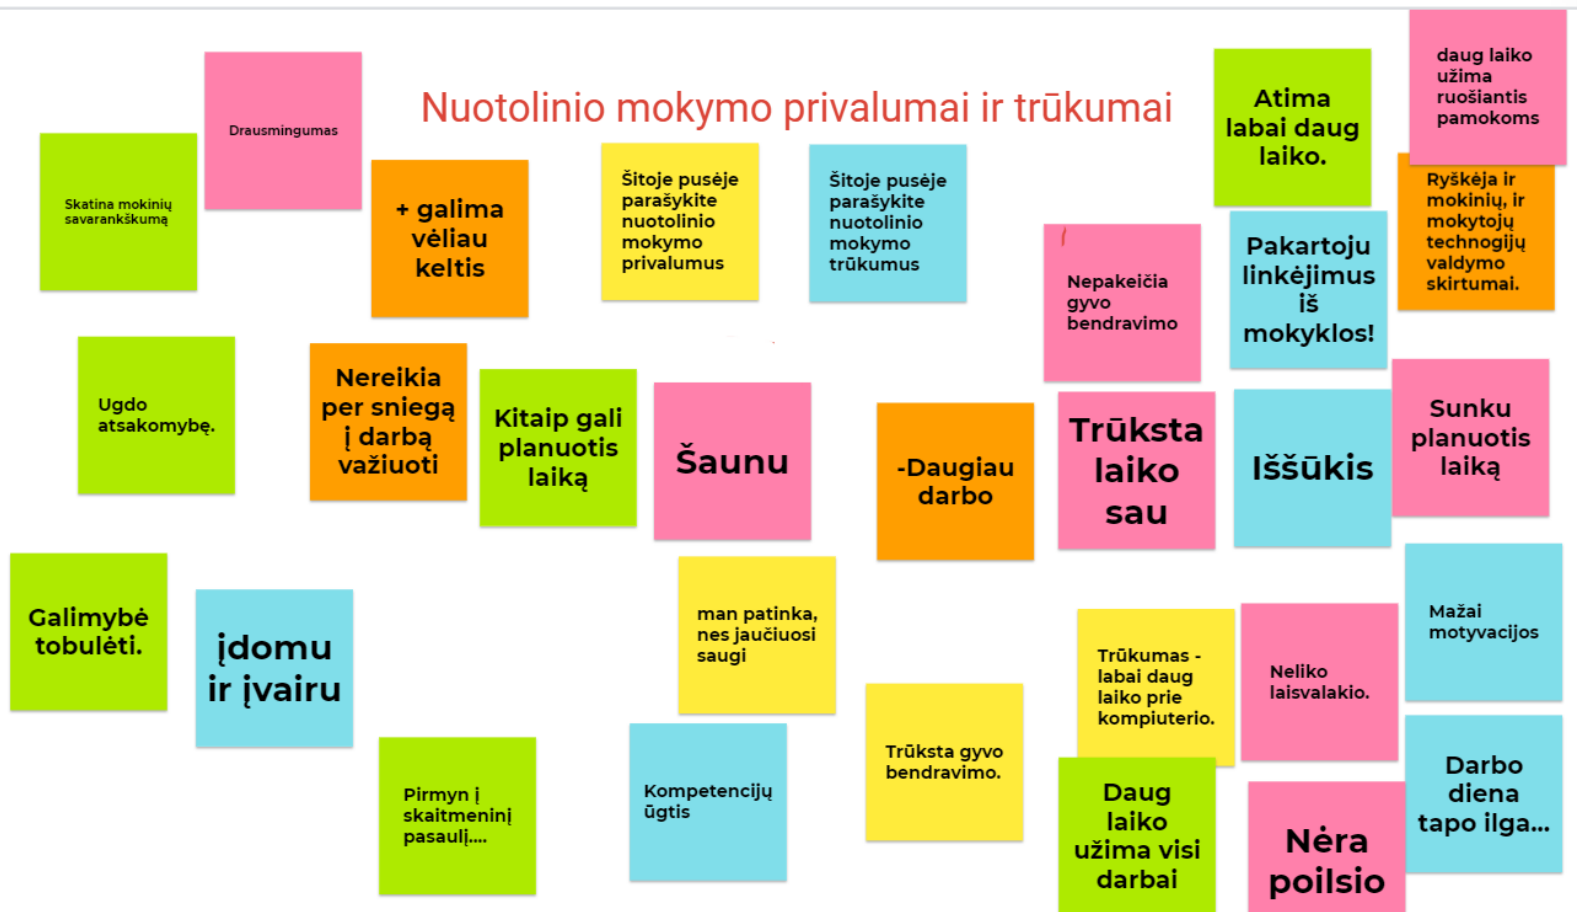 Nuotolinio mokymo privalumai ir trūkumai
Skatina mokinių
savarankškumą
Drausmingumas
+ galima
vėliau
keltis
Šitoje pusėje
parašykite
nuotolinio
mokymo
privalumus
Šitoje pusėje
parašykite
nuotolinio
mokymo
trūkumus
Atima
labai daug
laiko.
daug laiko
užima
ruošiantis
pamokoms
Ryškėja ir
mokinių, ir
mokytojų
technogijų
valdymo
skirtumai.
Nepakeičia
gyvo
bendravimo
Pakartoju
linkėjimus
iš
mokyklos!
Ugdo
atsakomybę.
Nereikia
per sniegą
į darbą
važiuoti
Kitaip gali
planuotis
laiką
Šaunu
-Daugiau
darbo
Trūksta
laiko
sau
Iššūkis
Sunku
planuotis
laiką
Galimybė
tobulėti.
įdomu
ir įvairu
man patinka,
nes jaučiuosi
saugi
Trūkumas -
labai daug
laiko prie
kompiuterio.
Neliko
laisvalakio.
Mažai
motyvacijos
Pirmyn į
skaitmeninį
pasaulį....
Kompetencijų
ūgtis
Trūksta gyvo
bendravimo.
Daug
laiko
užima visi
darbai
Nėra
poilsio
Darbo
diena
tapo ilga...